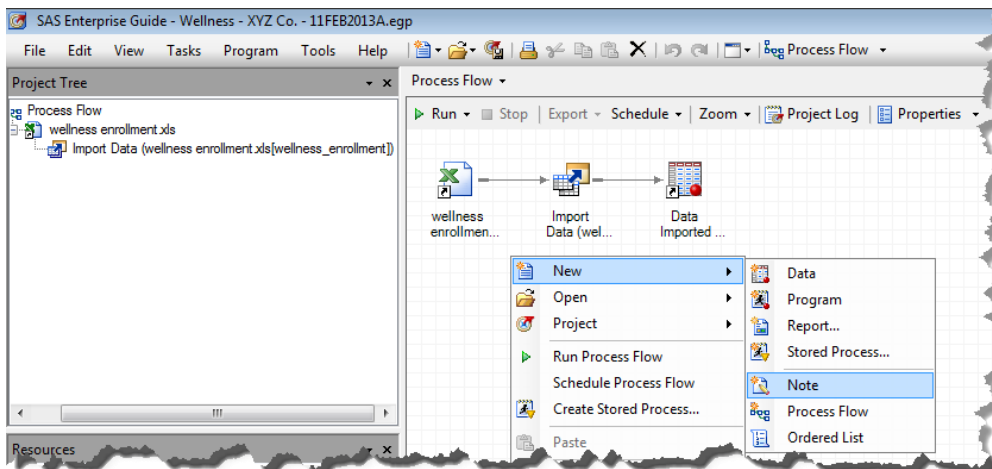 SAS Enterprise Guide - Wellness - XYZ Co. - 11FEB2013A.egp
File Edit View Tasks Program Tools Help Process Flow
Project Tree
Process Flow
wellness enrollment.xls
Import Data (wellness enrollment.xls[wellness_enrollment])
Resources
Process Flow
Run Stop Export Schedule Zoom Project Log Properties
wellness
enrollmen...
Import
Data (wel...
Data
Imported ...
New
Open
Project
Run Process Flow
Schedule Process Flow
Create Stored Process...
Paste
Data
Program
Report...
Stored Process...
Note
Process Flow
Ordered List